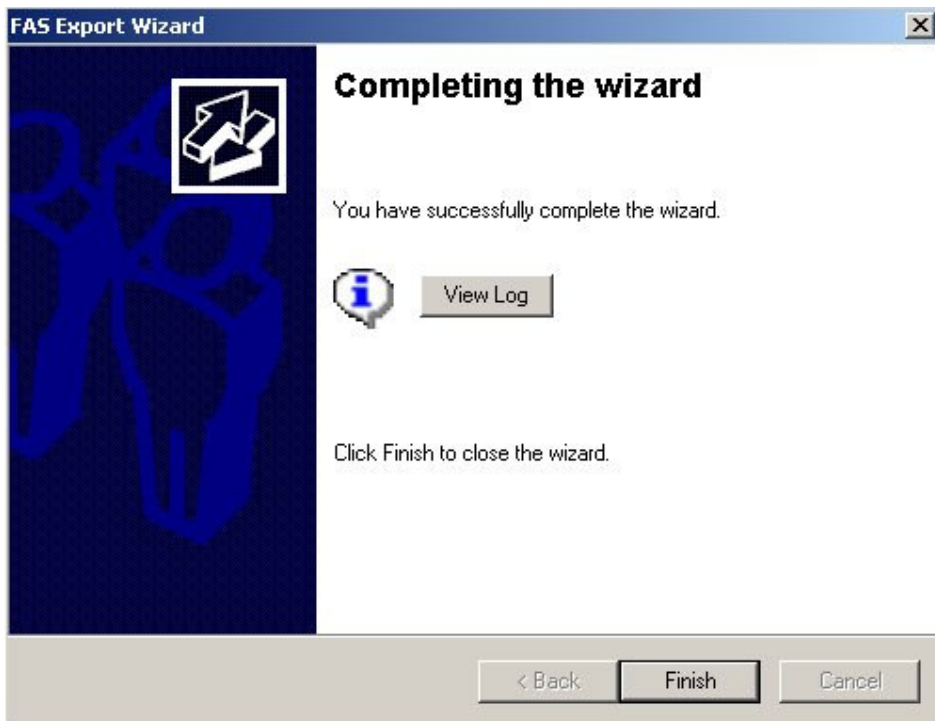 FAS Export Wizard
Completing the wizard
You have successfully complete the wizard.
View Log
Click Finish to close the wizard.
< Back
Finish
Cancel